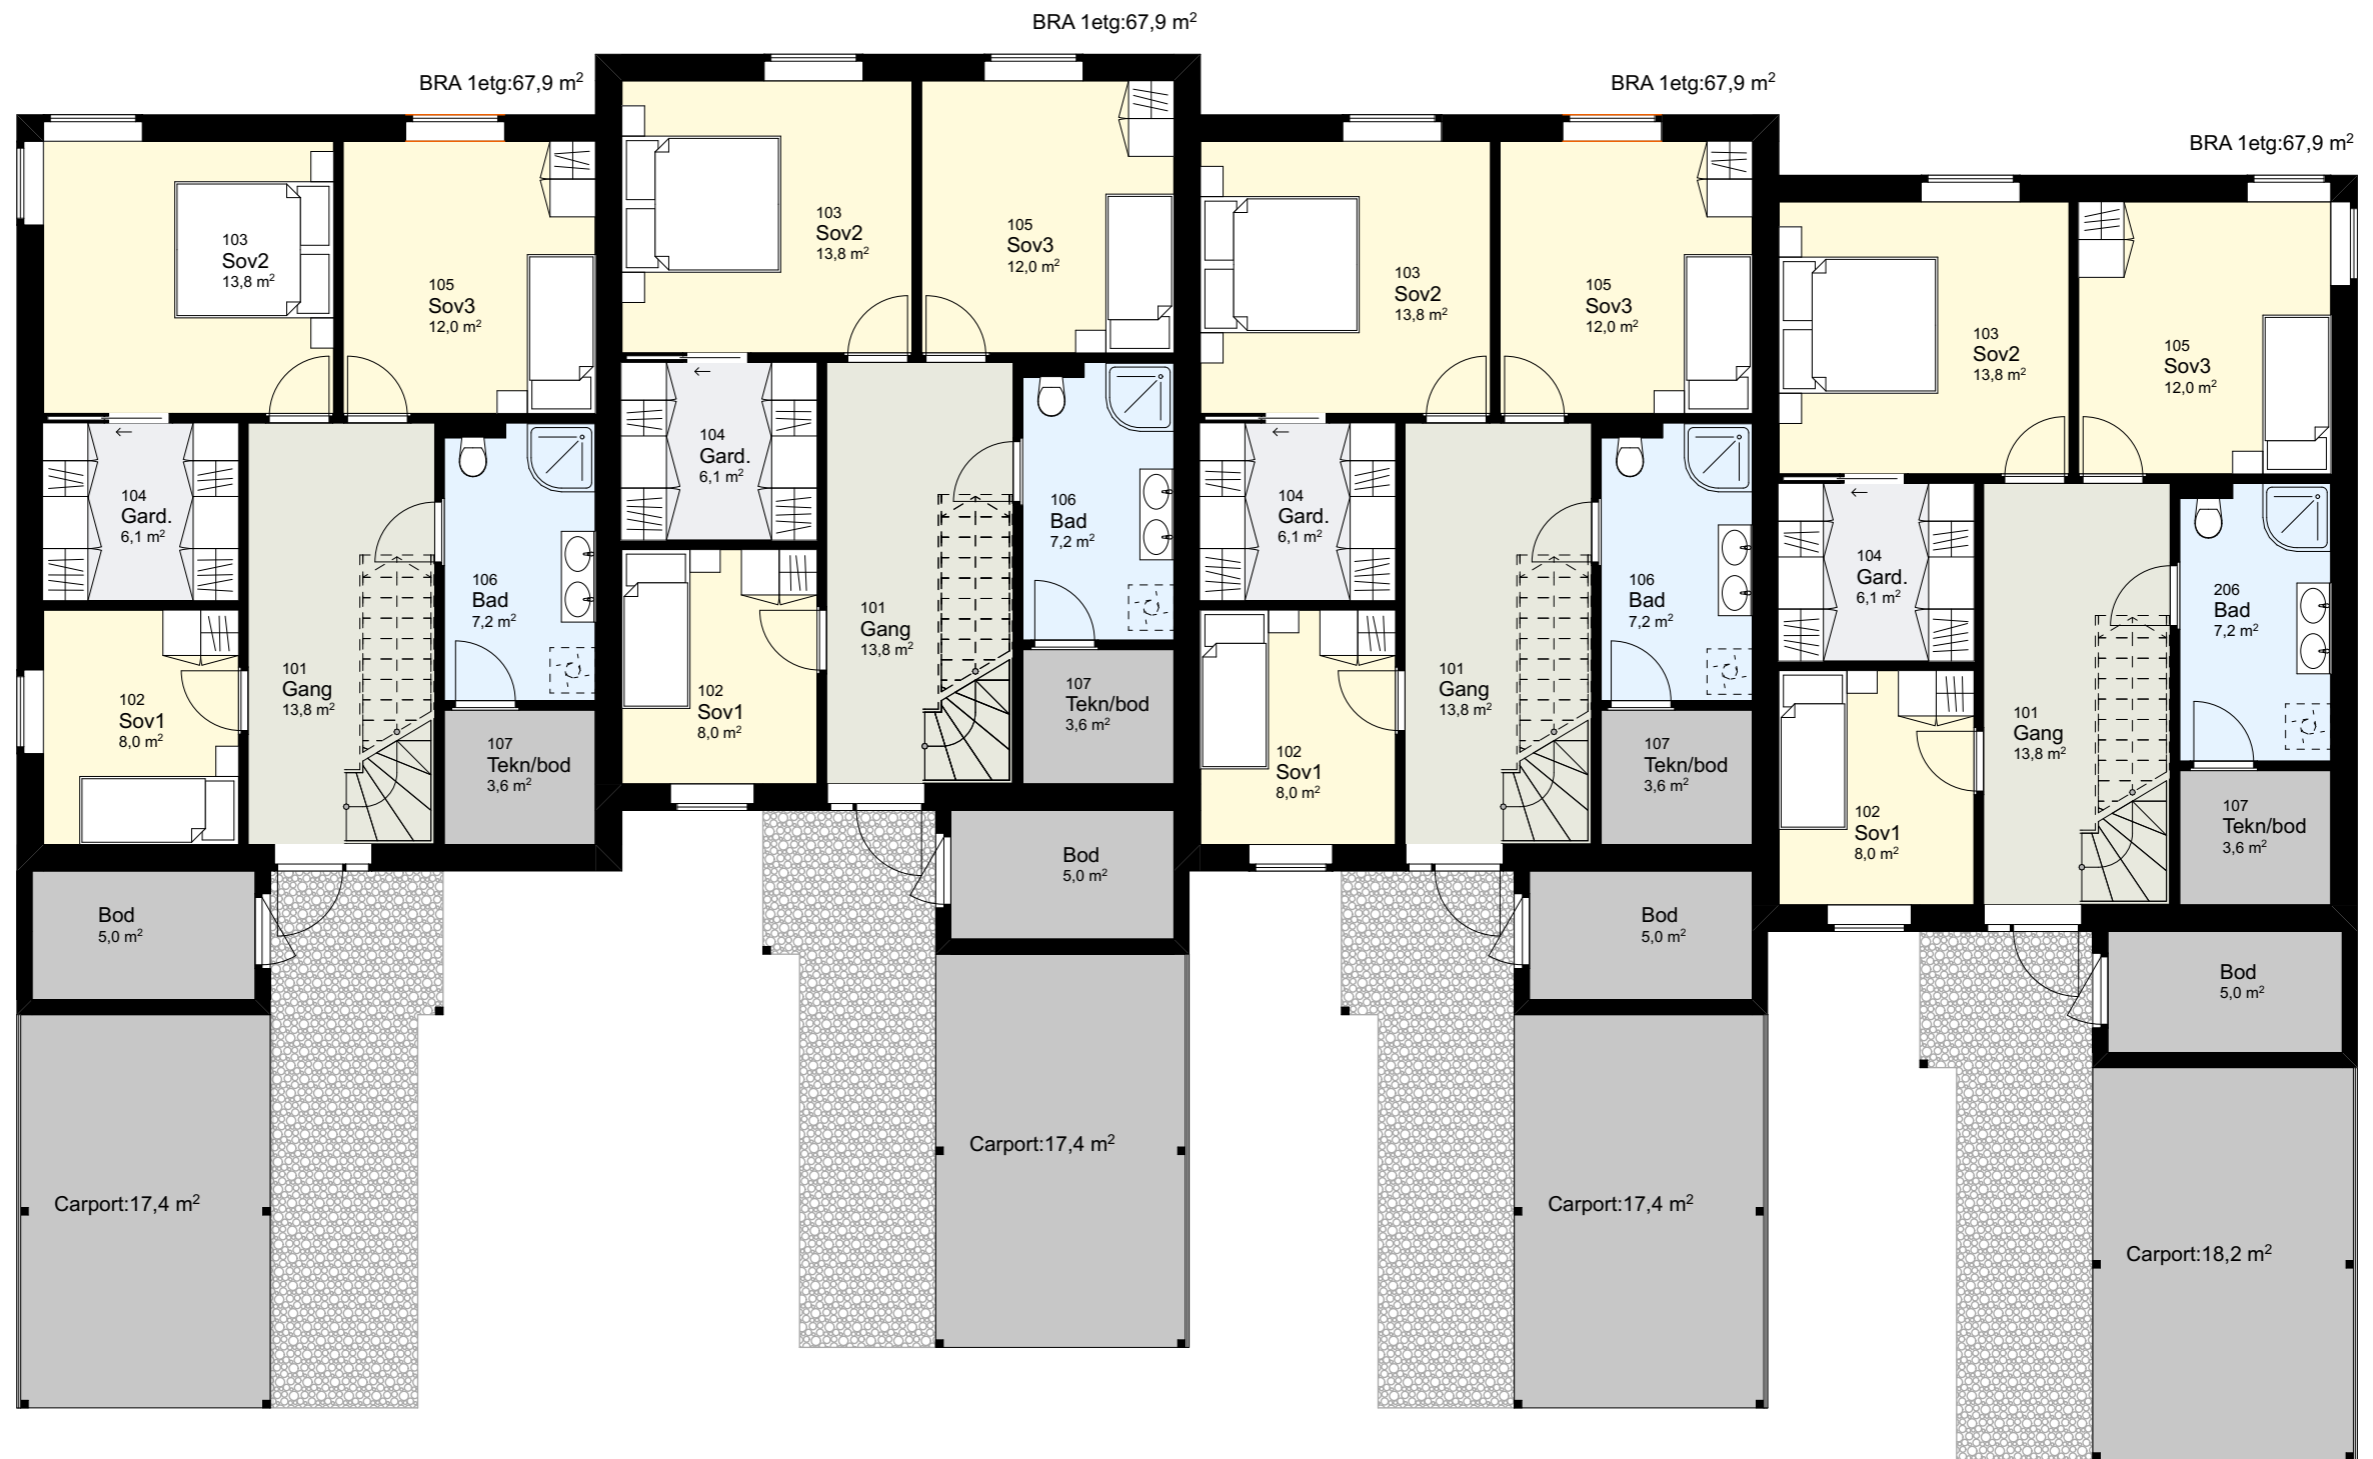 BRA 1etg:67,9 m²
BRA 1etg:67,9 m²
BRA 1etg:67,9 m²
BRA 1etg:67,9 m²
103
Sov2
13,8 m²
105
Sov3
12,0 m²
104
Gard.
6,1 m²
106
Bad
7,2 m²
101
Gang
13,8 m²
102
Sov1
8,0 m²
107
Tekn/bod
3,6 m²
Bod
5,0 m²
Carport:17,4 m²
103
Sov2
13,8 m²
105
Sov3
12,0 m²
104
Gard.
6,1 m²
106
Bad
7,2 m²
101
Gang
13,8 m²
102
Sov1
8,0 m²
107
Tekn/bod
3,6 m²
Bod
5,0 m²
Carport:17,4 m²
103
Sov2
13,8 m²
105
Sov3
12,0 m²
104
Gard.
6,1 m²
106
Bad
7,2 m²
101
Gang
13,8 m²
102
Sov1
8,0 m²
107
Tekn/bod
3,6 m²
Bod
5,0 m²
Carport:17,4 m²
103
Sov2
13,8 m²
105
Sov3
12,0 m²
104
Gard.
6,1 m²
206
Bad
7,2 m²
101
Gang
13,8 m²
102
Sov1
8,0 m²
107
Tekn/bod
3,6 m²
Bod
5,0 m²
Carport:18,2 m²